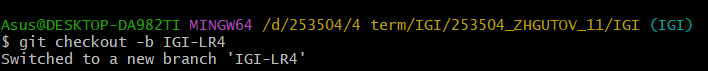 Asus@DESKTOP-DA982TI MINGW64 /d/253504/4 term/IGI/253504_ZHGUTOV_11/IGI (IGI)
$ git checkout -b IGI-LR4
Switched to a new branch 'IGI-LR4'